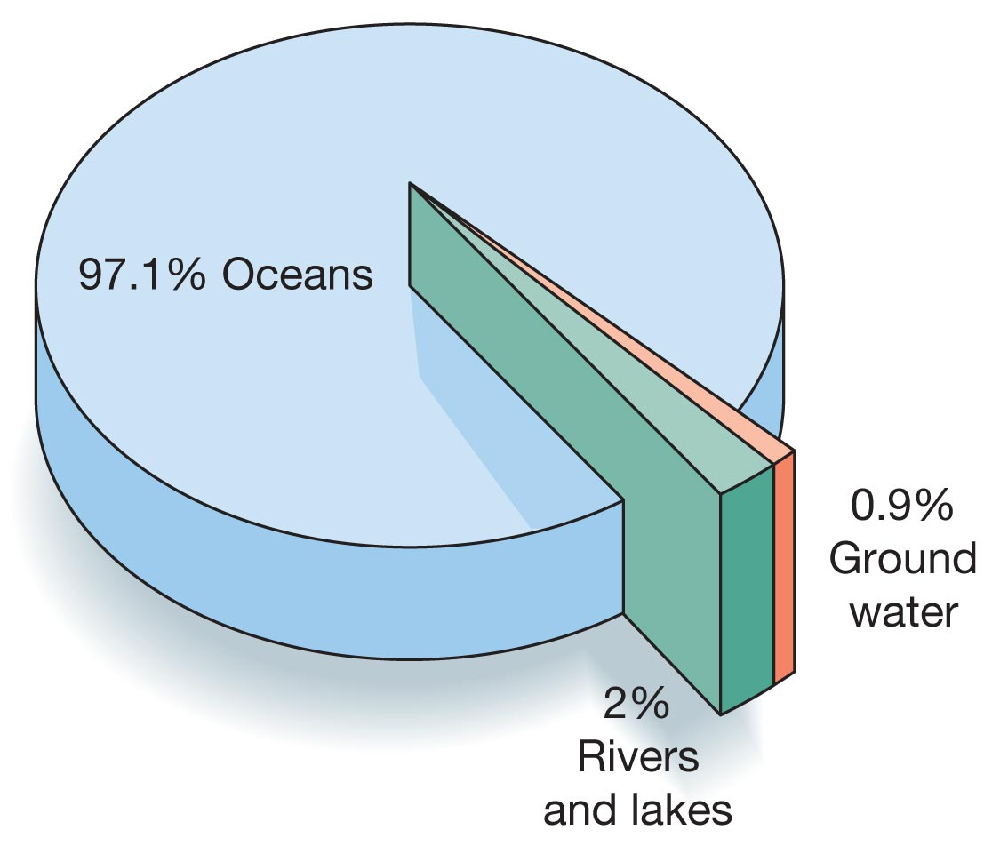 97.1% Oceans
0.9%
Ground
water
2%
Rivers
and lakes